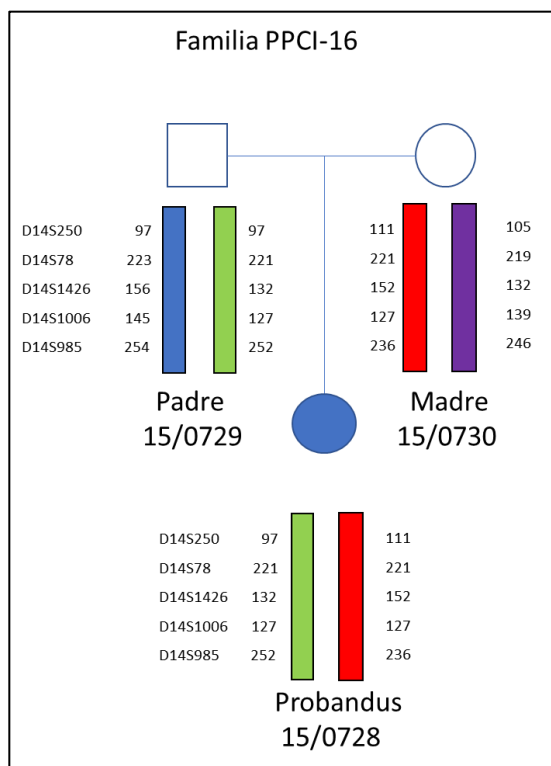 Familia PPCI-16
D14S250 97 97 111 105
D14S78 223 221 221 219
D14S1426 156 132 152 132
D14S1006 145 127 127 139
D14S985 254 252 236 246
Padre Madre
15/0729 15/0730
D14S250 97 111
D14S78 221 221
D14S1426 132 152
D14S1006 127 127
D14S985 252 236
Probandus
15/0728